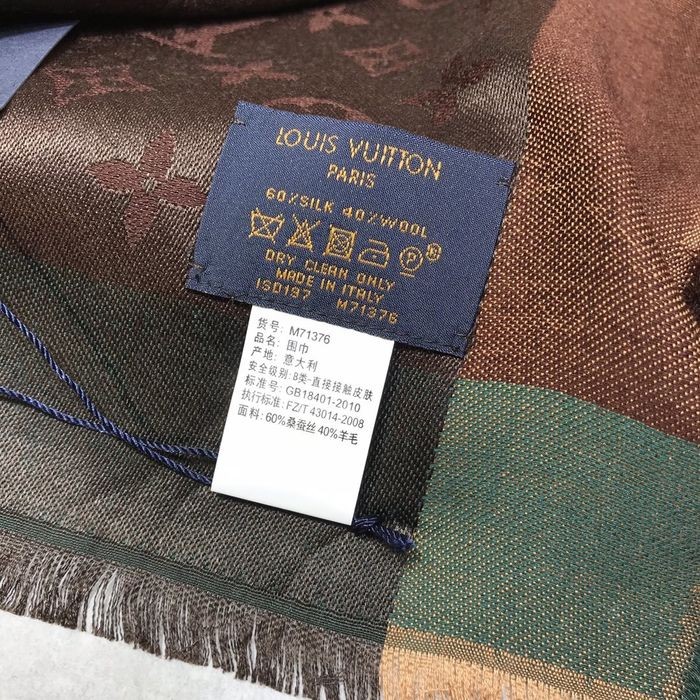 LOUIS VUITTON
PARIS
60%SILK 40%WOOL
P
DRY CLEAN ONLY
MADE IN ITALY
M71376
货号: M71376
品名: 围巾
产地: 意大利
安全级别: B类-直接接触皮肤
标准号: GB18401-2010
执行标准: FZ/T 43014-2008
面料: 60%桑蚕丝 40%羊毛